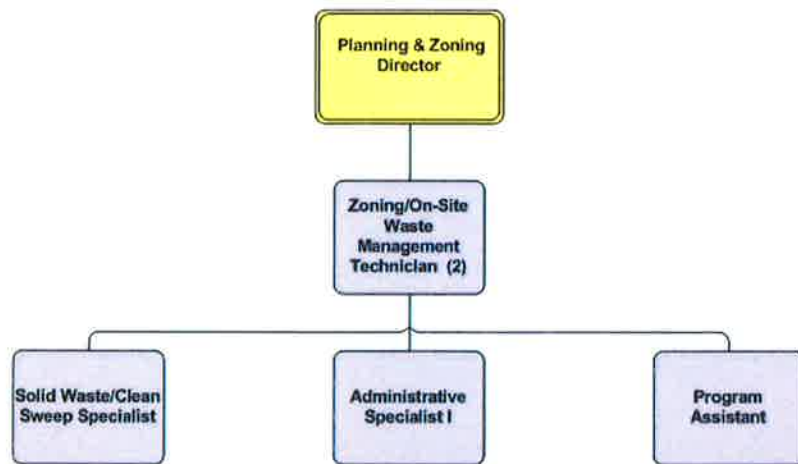 Planning & Zoning
Director
Zoning/On-Site
Waste
Management
Technician (2)
Solid Waste/Clean
Sweep Specialist
Administrative
Specialist I
Program
Assistant